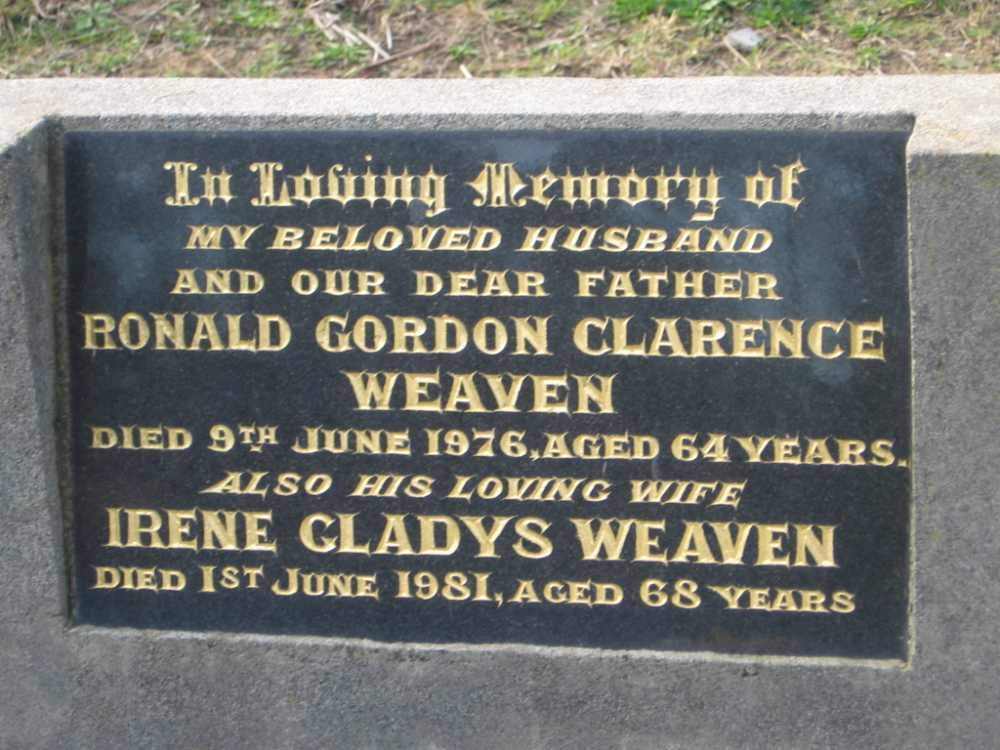 In Loving Memory of
MY BELOVED HUSBAND
AND OUR DEAR FATHER
RONALD GORDON CLARENCE
WEAVEN
DIED 9TH JUNE 1976, AGED 64 YEARS.
ALSO HIS LOVING WIFE
IRENE GLADYS WEAVEN
DIED 1ST JUNE 1981, AGED 68 YEARS